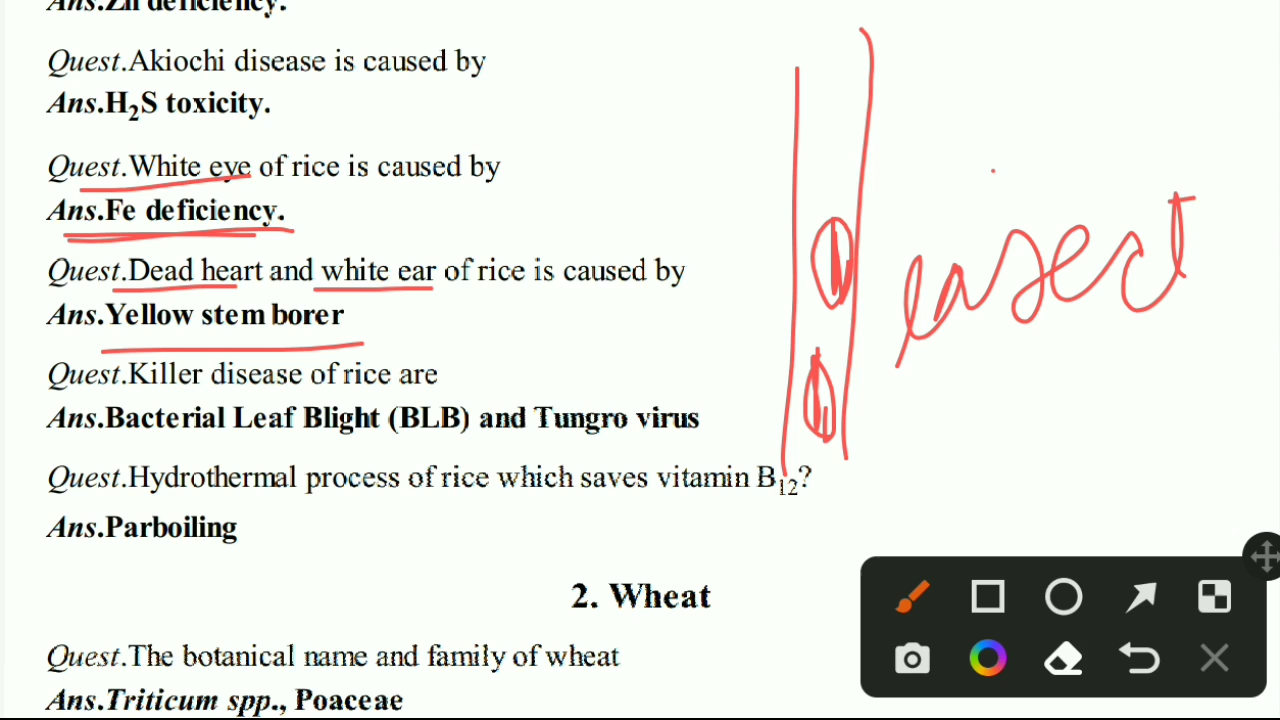 Ans.Zn deficiency.
Quest.Akiochi disease is caused by
Ans.H₂S toxicity.
Quest.White eye of rice is caused by
Ans.Fe deficiency.
Quest.Dead heart and white ear of rice is caused by
Ans.Yellow stem borer
Quest.Killer disease of rice are
Ans.Bacterial Leaf Blight (BLB) and Tungro virus
Quest.Hydrothermal process of rice which saves vitamin B₁₂?
Ans.Parboiling
2. Wheat
Quest.The botanical name and family of wheat
Ans.Triticum spp., Poaceae
insect